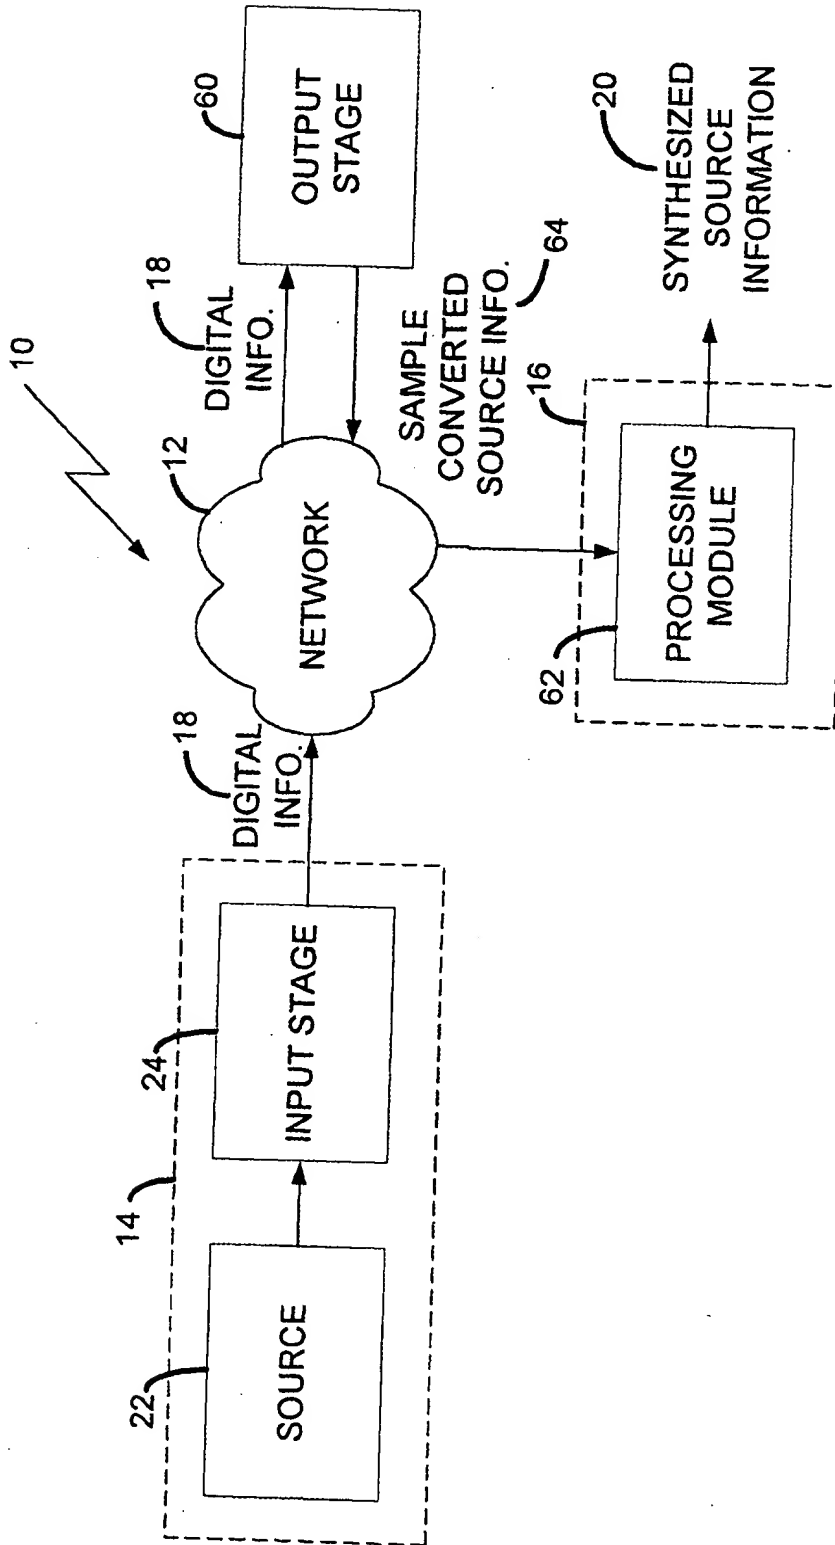 10
14
22
SOURCE
24
INPUT STAGE
18
DIGITAL
INFO.
12
NETWORK
18
DIGITAL
INFO.
60
OUTPUT
STAGE
SAMPLE
CONVERTED
SOURCE INFO.
64
16
62
PROCESSING
MODULE
20
SYNTHESIZED
SOURCE
INFORMATION